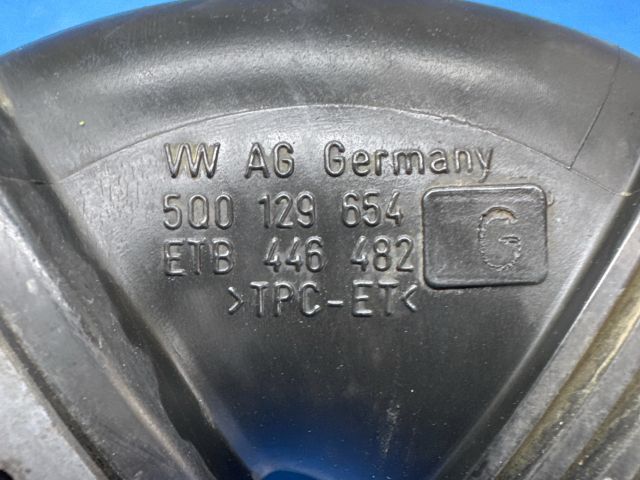 VW AG Germany
5Q0 129 654
G
ETB 446 482
>TPC-ET<